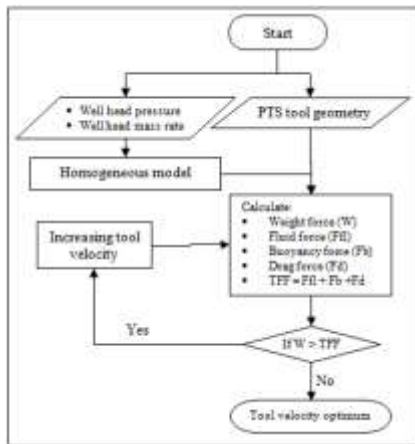 Start
• Well head pressure
• Well head mass rate
PTS tool geometry
Homogeneous model
Calculate:
• Weight force (W)
• Fluid force (Ffl)
• Buoyancy force (Fb)
• Drag force (Fd)
• TFF = Ffl + Fb +Fd
Increasing tool
velocity
Yes
If W > TFF
No
Tool velocity optimum